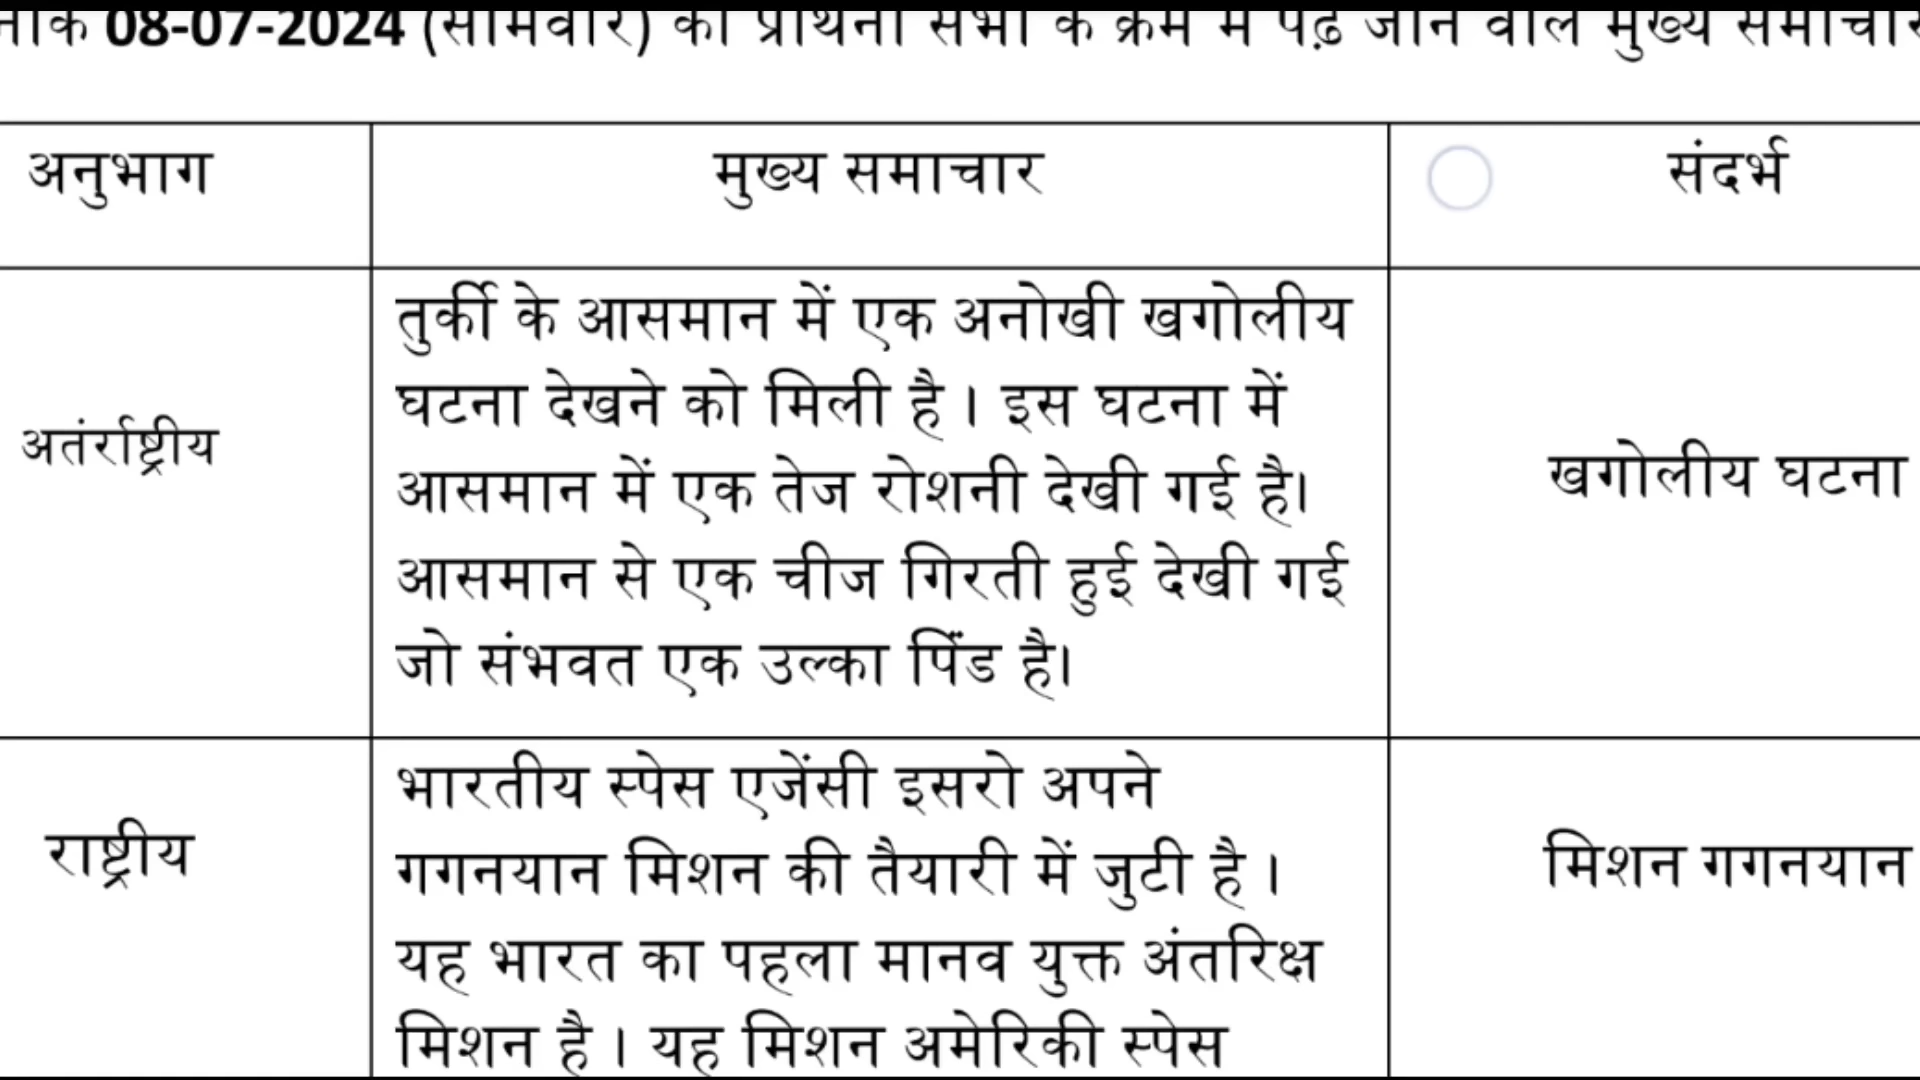 08-07-2024 (सोमवार) को प्रार्थना सभा के क्रम में पढ़े जाने वाले मुख्य समाचार
अनुभाग मुख्य समाचार संदर्भ
तुर्की के आसमान में एक अनोखी खगोलीय
घटना देखने को मिली है । इस घटना में
अतंर्राष्ट्रीय
आसमान में एक तेज रोशनी देखी गई है।
खगोलीय घटना
आसमान से एक चीज गिरती हुई देखी गई
जो संभवत एक उल्का पिंड है।
भारतीय स्पेस एजेंसी इसरो अपने
राष्ट्रीय
गगनयान मिशन की तैयारी में जुटी है ।
मिशन गगनयान
यह भारत का पहला मानव युक्त अंतरिक्ष
मिशन है । यह मिशन अमेरिकी स्पेस